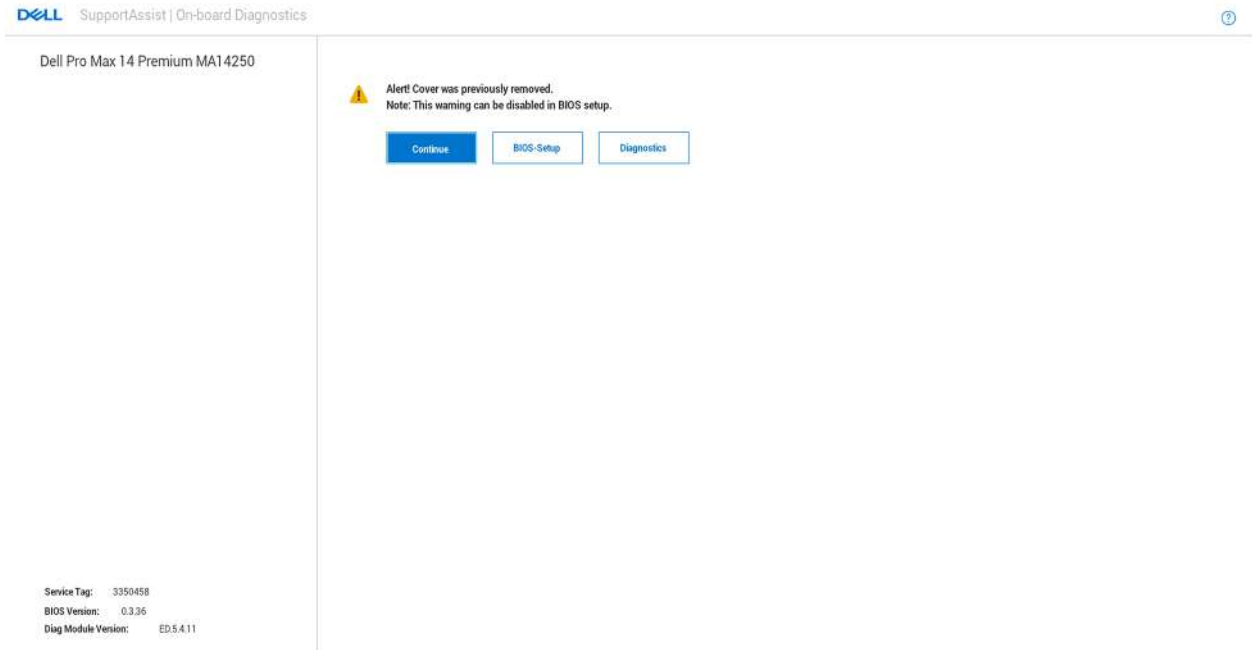 DELL SupportAssist | On-board Diagnostics
?
Dell Pro Max 14 Premium MA14250
Alert! Cover was previously removed.
Note: This warning can be disabled in BIOS setup.
Continue BIOS-Setup Diagnostics
Service Tag: 3350458
BIOS Version: 0.3.36
Diag Module Version: ED.5.4.11